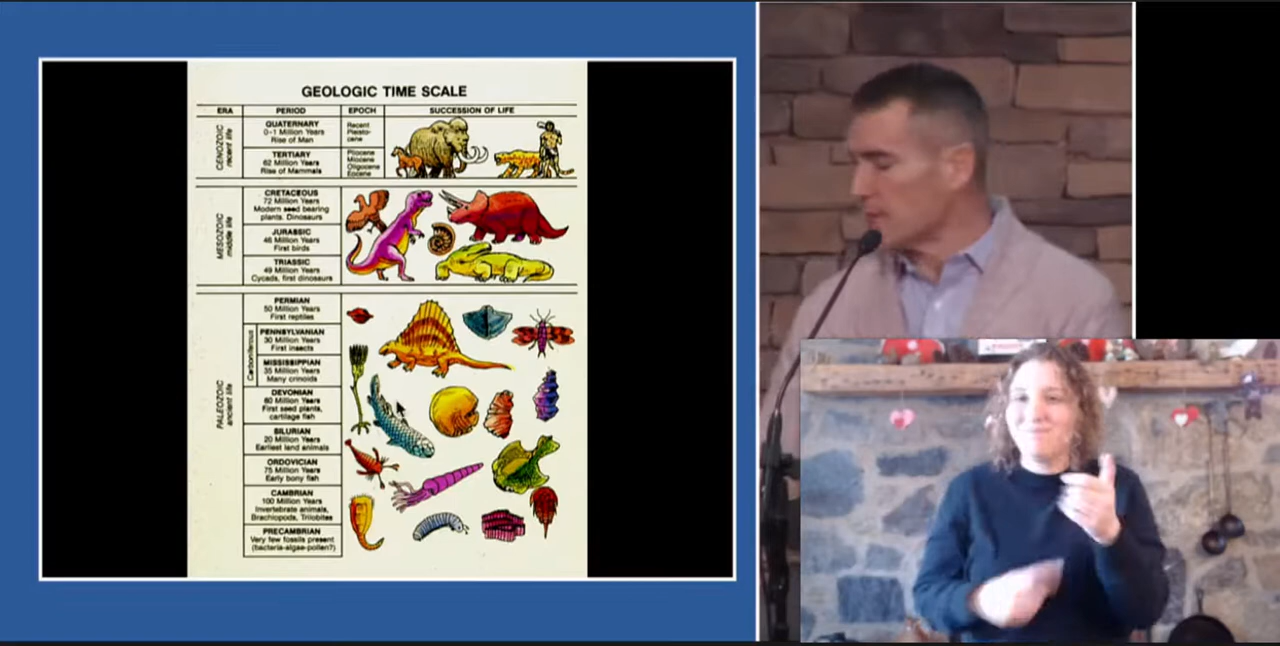 GEOLOGIC TIME SCALE
ERA PERIOD EPOCH SUCCESSION OF LIFE
CENOZOIC
recent life
QUATERNARY
0-1 Million Years
Rise of Man
Recent
Pleisto-
cene
TERTIARY
62 Million Years
Rise of Mammals
Pliocene
Miocene
Oligocene
Eocene
MESOZOIC
middle life
CRETACEOUS
72 Million Years
Modern seed bearing
plants. Dinosaurs
JURASSIC
46 Million Years
First birds
TRIASSIC
49 Million Years
Cycads, first dinosaurs
PALEOZOIC
ancient life
PERMIAN
50 Million Years
First reptiles
Carboniferous
PENNSYLVANIAN
30 Million Years
First insects
MISSISSIPPIAN
35 Million Years
Many crinoids
DEVONIAN
60 Million Years
First seed plants,
cartilage fish
SILURIAN
20 Million Years
Earliest land animals
ORDOVICIAN
75 Million Years
Early bony fish
CAMBRIAN
100 Million Years
Invertebrate animals,
Brachiopods, Trilobites
PRECAMBRIAN
Very few fossils present
(bacteria-algae-pollen?)